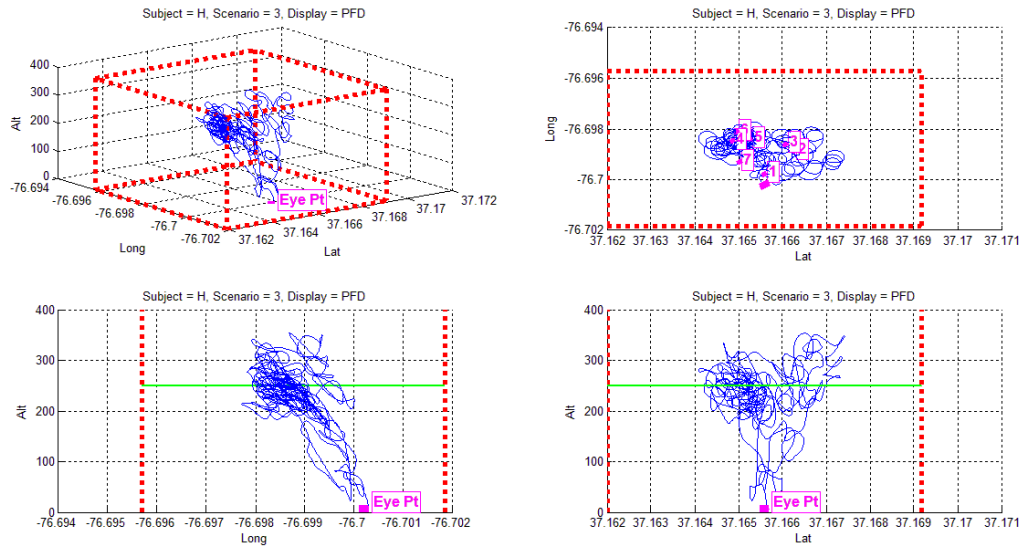 Subject = H, Scenario = 3, Display = PFD
400
300
200
100
0
Alt
-76.694
-76.696
-76.698
-76.7
-76.702
Long
37.162
37.164
37.166
37.168
37.17
37.172
Lat
Eye Pt
Subject = H, Scenario = 3, Display = PFD
-76.694
-76.696
-76.698
-76.7
-76.702
Long
6
4
5
3
2
7
1
37.162 37.163 37.164 37.165 37.166 37.167 37.168 37.169 37.17 37.171
Lat
Subject = H, Scenario = 3, Display = PFD
400
300
200
100
0
Alt
Eye Pt
-76.694 -76.695 -76.696 -76.697 -76.698 -76.699 -76.7 -76.701 -76.702
Long
Subject = H, Scenario = 3, Display = PFD
400
300
200
100
0
Alt
Eye Pt
37.162 37.163 37.164 37.165 37.166 37.167 37.168 37.169 37.17 37.171
Lat